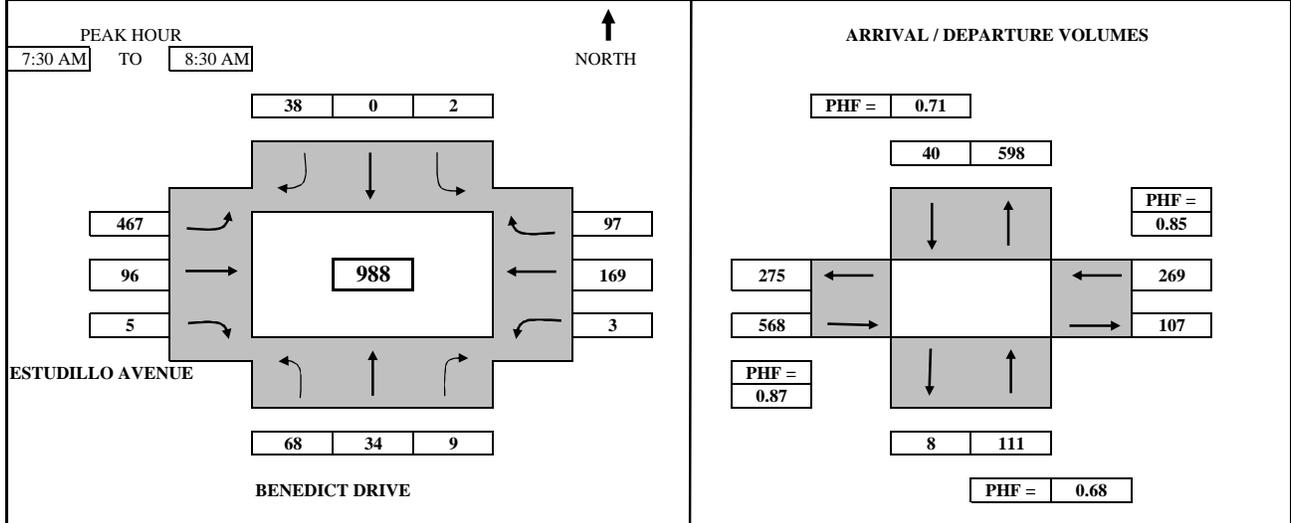 PEAK HOUR
7:30 AM TO 8:30 AM
NORTH
38 0 2
467 97
96 988 169
5 3
ESTUDILLO AVENUE
68 34 9
BENEDICT DRIVE
ARRIVAL / DEPARTURE VOLUMES
PHF = 0.71
40 598
PHF =
0.85
275 269
568 107
PHF =
0.87
8 111
PHF = 0.68